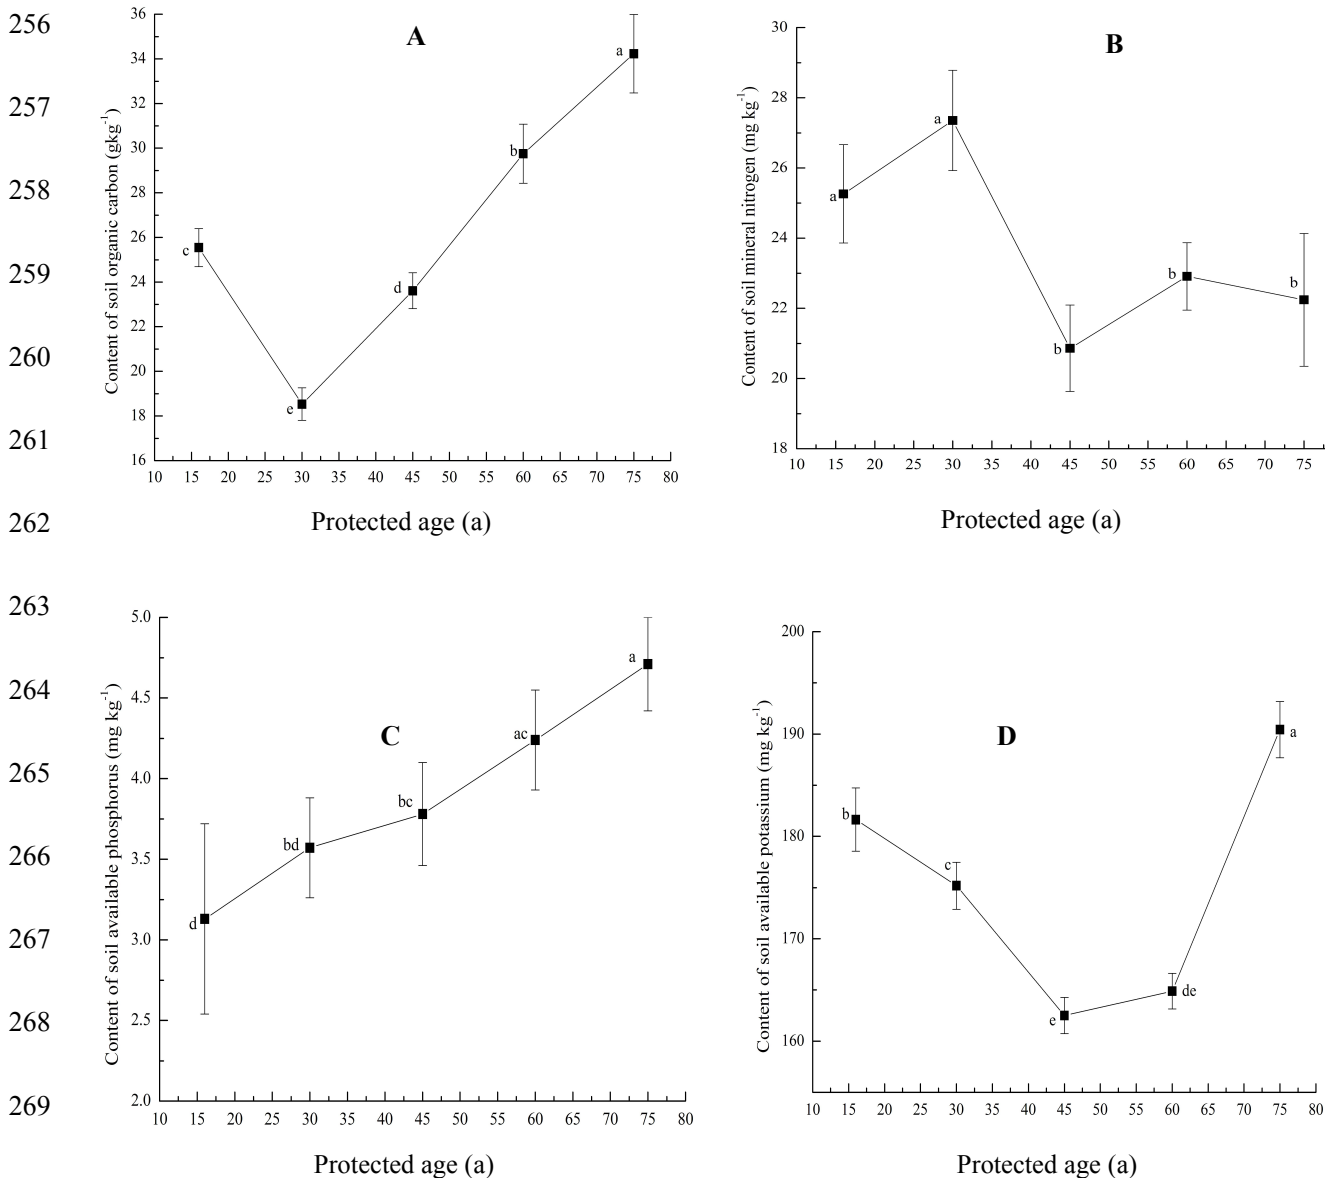 256
257
258
259
260
261
262
263
264
265
266
267
268
269
A
Content of soil organic carbon (gkg-1)
36
34
32
30
28
26
24
22
20
18
16
a
b
c
d
e
10 15 20 25 30 35 40 45 50 55 60 65 70 75 80
Protected age (a)
B
Content of soil mineral nitrogen (mg kg-1)
30
28
26
24
22
20
18
a
a
b
b
b
10 15 20 25 30 35 40 45 50 55 60 65 70 75
Protected age (a)
C
Content of soil available phosphorus (mg kg-1)
5.0
4.5
4.0
3.5
3.0
2.5
2.0
a
ac
bc
bd
d
10 15 20 25 30 35 40 45 50 55 60 65 70 75 80
Protected age (a)
D
Content of soil available potassium (mg kg-1)
200
190
180
170
160
a
b
c
de
e
10 15 20 25 30 35 40 45 50 55 60 65 70 75 80
Protected age (a)